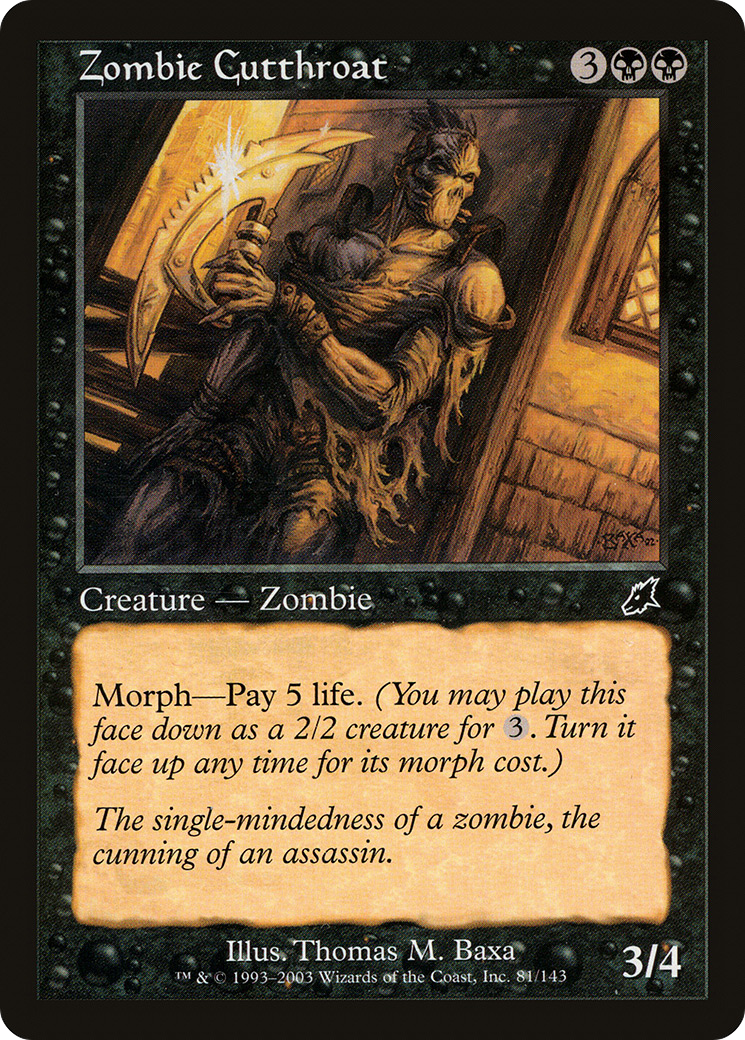 Zombie Cutthroat
3
Creature — Zombie
Morph—Pay 5 life. (You may play this
face down as a 2/2 creature for 3. Turn it
face up any time for its morph cost.)
The single-mindedness of a zombie, the
cunning of an assassin.
Illus. Thomas M. Baxa
™ & © 1993–2003 Wizards of the Coast, Inc. 81/143
3/4